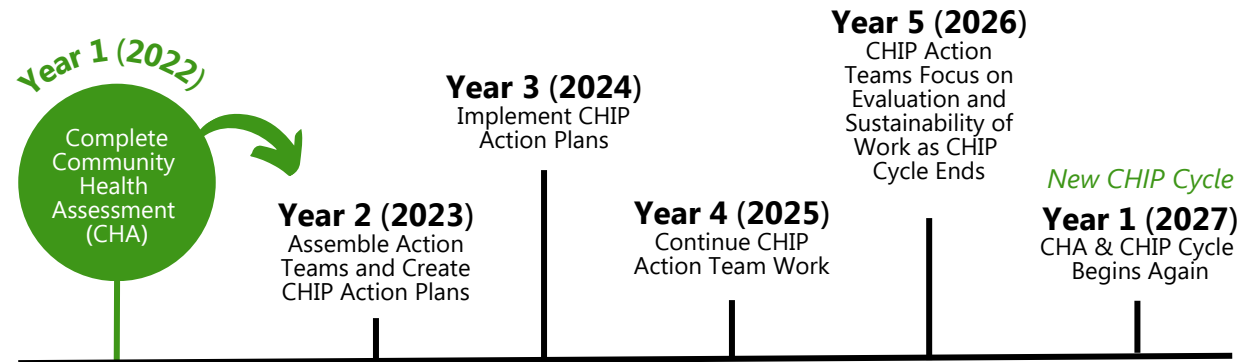 Year 1 (2022)
Complete
Community
Health
Assessment
(CHA)
Year 2 (2023)
Assemble Action
Teams and Create
CHIP Action Plans
Year 3 (2024)
Implement CHIP
Action Plans
Year 4 (2025)
Continue CHIP
Action Team Work
Year 5 (2026)
CHIP Action
Teams Focus on
Evaluation and
Sustainability of
Work as CHIP
Cycle Ends
New CHIP Cycle
Year 1 (2027)
CHA & CHIP Cycle
Begins Again